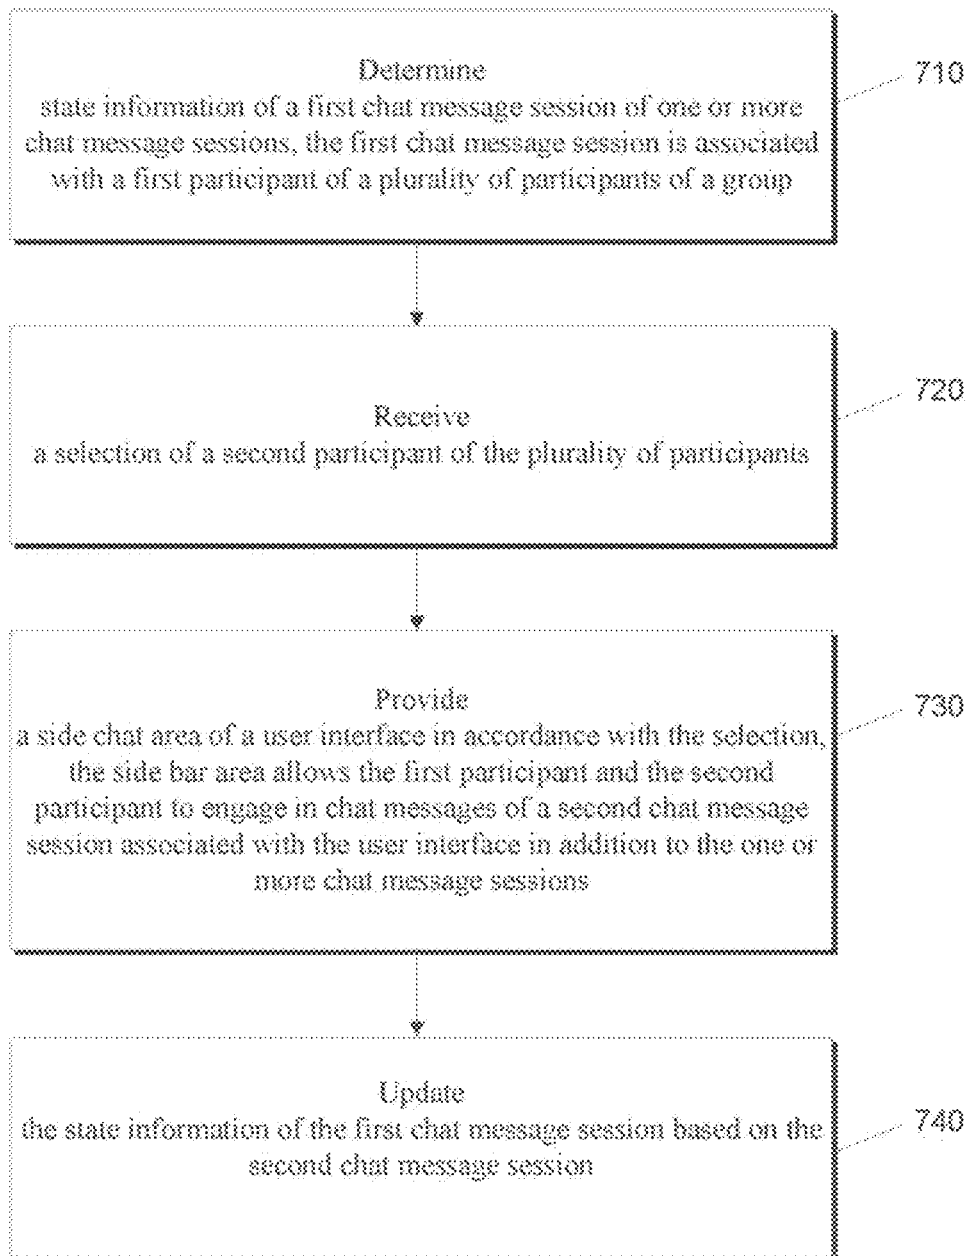 Determine
state information of a first chat message session of one or more
chat message sessions, the first chat message session is associated
with a first participant of a plurality of participants of a group
710
Receive
a selection of a second participant of the plurality of participants
720
Provide
a side chat area of a user interface in accordance with the selection,
the side bar area allows the first participant and the second
participant to engage in chat messages of a second chat message
session associated with the user interface in addition to the one or
more chat message sessions
730
Update
the state information of the first chat message session based on the
second chat message session
740